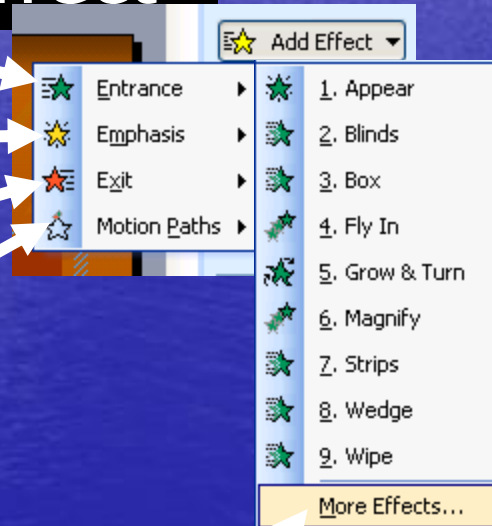 Add Effect
Entrance
Emphasis
Exit
Motion Paths
1. Appear
2. Blinds
3. Box
4. Fly In
5. Grow & Turn
6. Magnify
7. Strips
8. Wedge
9. Wipe
More Effects...